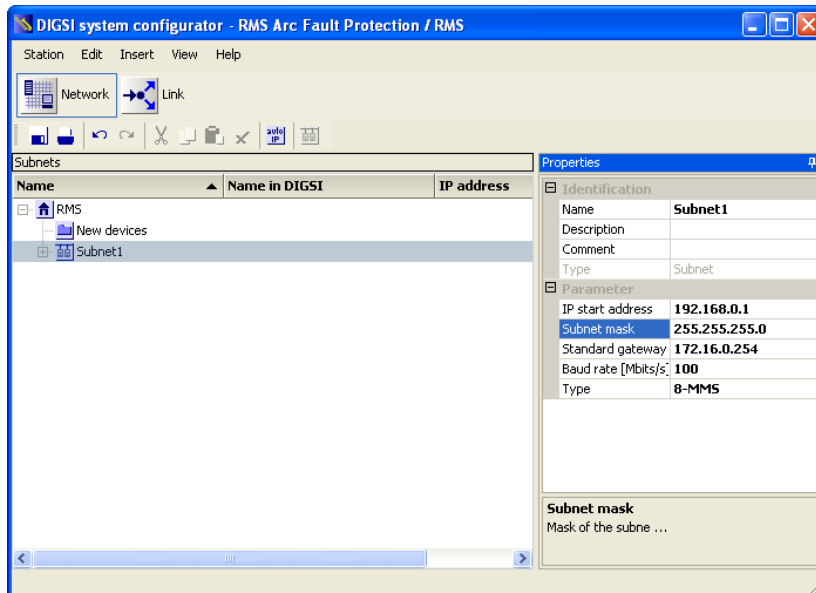 DIGSI system configurator - RMS Arc Fault Protection / RMS
Station Edit Insert View Help
Network Link
auto IP
Subnets
Name Name in DIGSI IP address
RMS
New devices
Subnet1
Properties
Identification
Name Subnet1
Description
Comment
Type Subnet
Parameter
IP start address 192.168.0.1
Subnet mask 255.255.255.0
Standard gateway 172.16.0.254
Baud rate [Mbits/s] 100
Type 8-MMS
Subnet mask
Mask of the subne ...